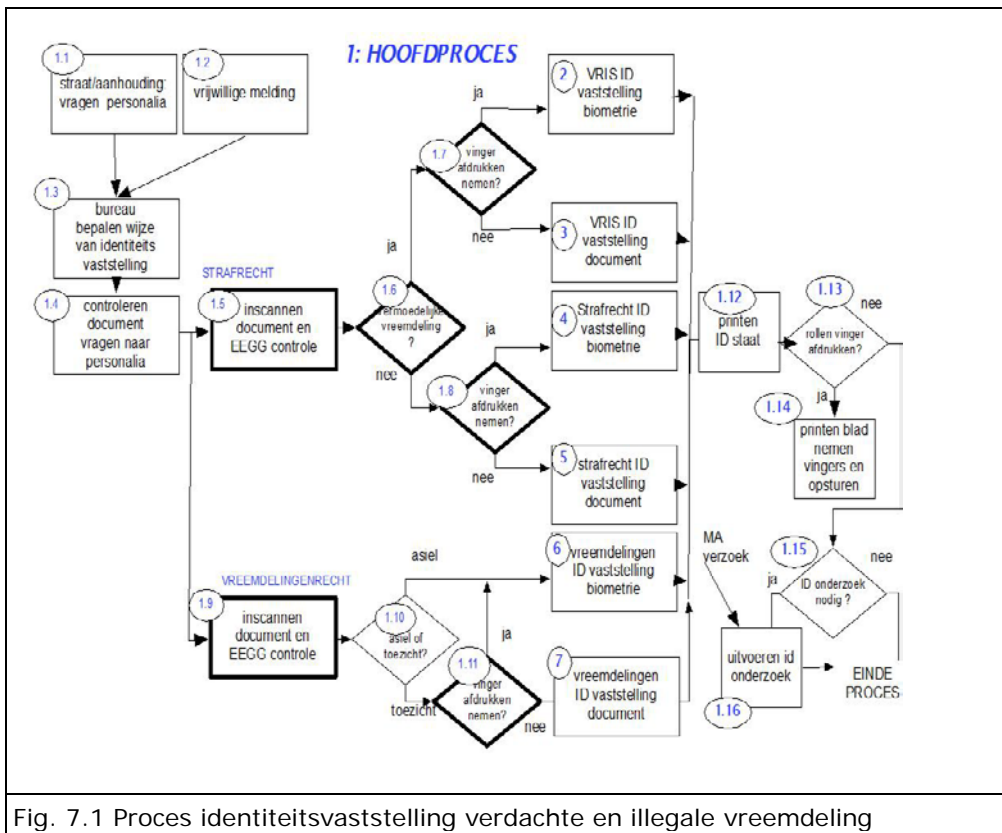 1: HOOFDPROCES
1.1
straat/aanhouding:
vragen personalia
1.2
vrijwillige melding
1.3
bureau
bepalen wijze
van identiteits
vaststelling
1.4
controleren
document
vragen naar
personalia
STRAFRECHT
1.5
inscannen
document en
EEGG controle
1.6
vermoedelijke
vreemdeling
?
ja
nee
1.7
vinger
afdrukken
nemen?
ja
nee
1.8
vinger
afdrukken
nemen?
ja
nee
2
VRIS ID
vaststelling
biometrie
3
VRIS ID
vaststelling
document
4
Strafrecht ID
vaststelling
biometrie
5
strafrecht ID
vaststelling
document
VREEMDELINGENRECHT
1.9
inscannen
document en
EEGG controle
1.10
asiel of
toezicht?
asiel
toezicht
1.11
vinger
afdrukken
nemen?
ja
nee
6
vreemdelingen
ID vaststelling
biometrie
7
vreemdelingen
ID vaststelling
document
1.12
printen
ID staat
1.13
rollen vinger
afdrukken?
nee
ja
1.14
printen blad
nemen
vingers en
opsturen
1.15
ID onderzoek
nodig ?
ja
nee
MA
verzoek
uitvoeren id
onderzoek
1.16
EINDE
PROCES
Fig. 7.1 Proces identiteitsvaststelling verdachte en illegale vreemdeling